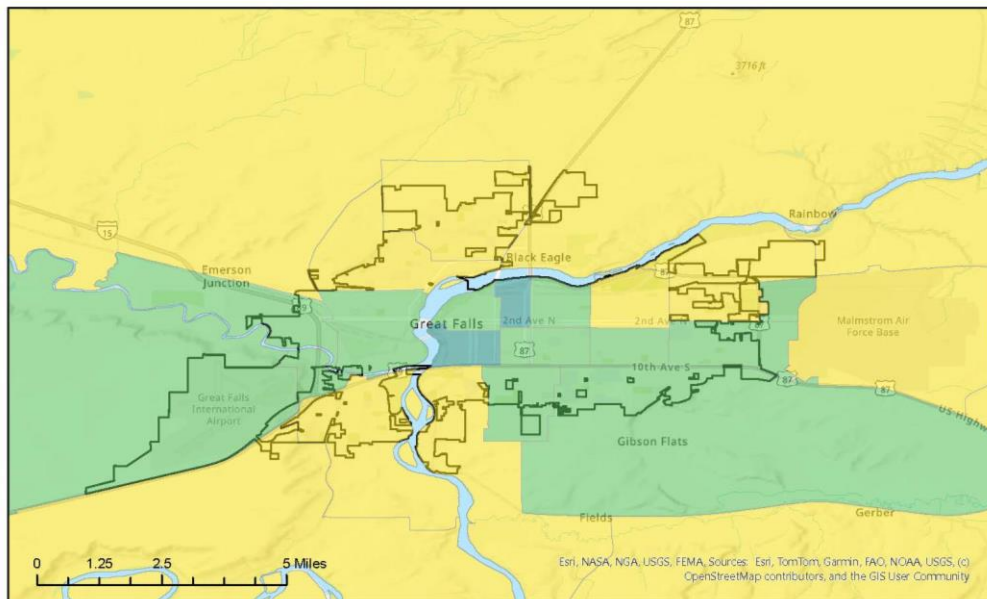 87
3716 ft
Rainbow
15
Emerson
Junction
Black Eagle
87
Great Falls
2nd Ave N
2nd Ave N
87
Malmstrom Air
Force Base
87
10th Ave S
87
87
Great Falls
International
Airport
US Highw
Gibson Flats
Fields
Gerber
0 1.25 2.5 5 Miles
Esri, NASA, NGA, USGS, FEMA, Sources: Esri, TomTom, Garmin, FAO, NOAA, USGS, (c)
OpenStreetMap contributors, and the GIS User Community